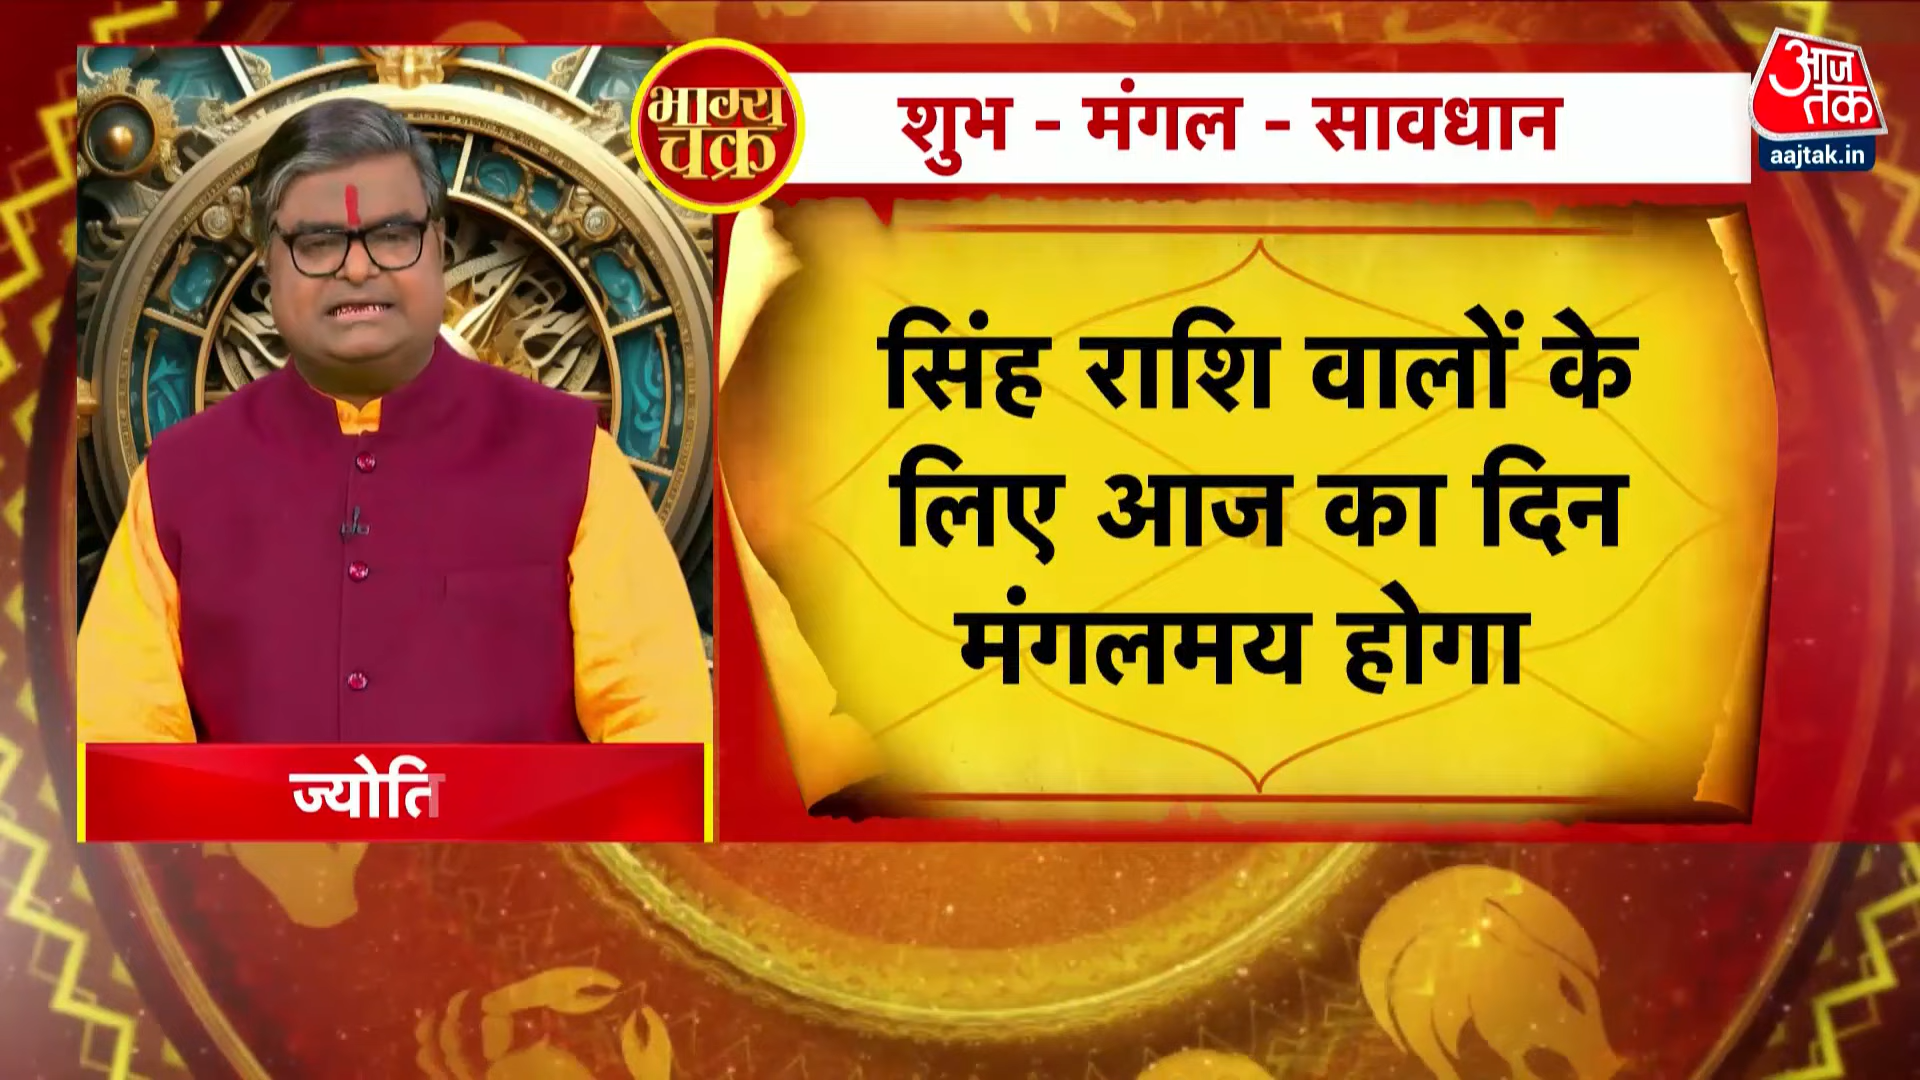 भाग्य
चक्र
शुभ - मंगल - सावधान
आज
तक
aajtak.in
सिंह राशि वालों के
लिए आज का दिन
मंगलमय होगा
ज्योति